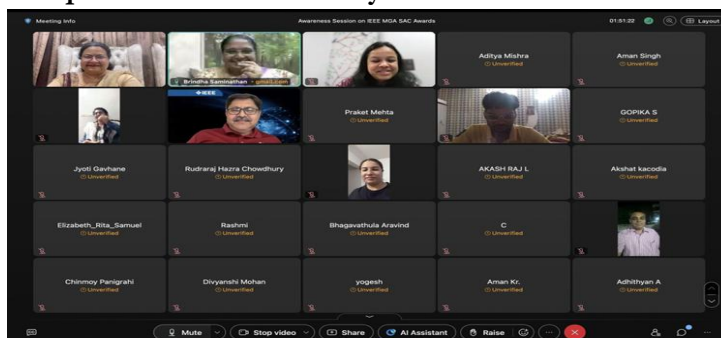 Meeting Info
Awareness Session on IEEE MGA SAC Awards
01:51:22
Layout
Brindha Saminathan
Aditya Mishra
Unverified
Aman Singh
Unverified
IEEE
Praket Mehta
Unverified
GOPIKA S
Unverified
Jyoti Gavhane
Unverified
Rudraraj Hazra Chowdhury
Unverified
AKASH RAJ L
Unverified
Akshat kacodia
Unverified
Elizabeth_Rita_Samuel
Unverified
Rashmi
Unverified
Bhagavathula Aravind
Unverified
C
Unverified
Chinmoy Panigrahi
Unverified
Divyanshi Mohan
Unverified
yogesh
Unverified
Aman Kr.
Unverified
Adhithyan A
Unverified
Mute
Stop video
Share
AI Assistant
Raise